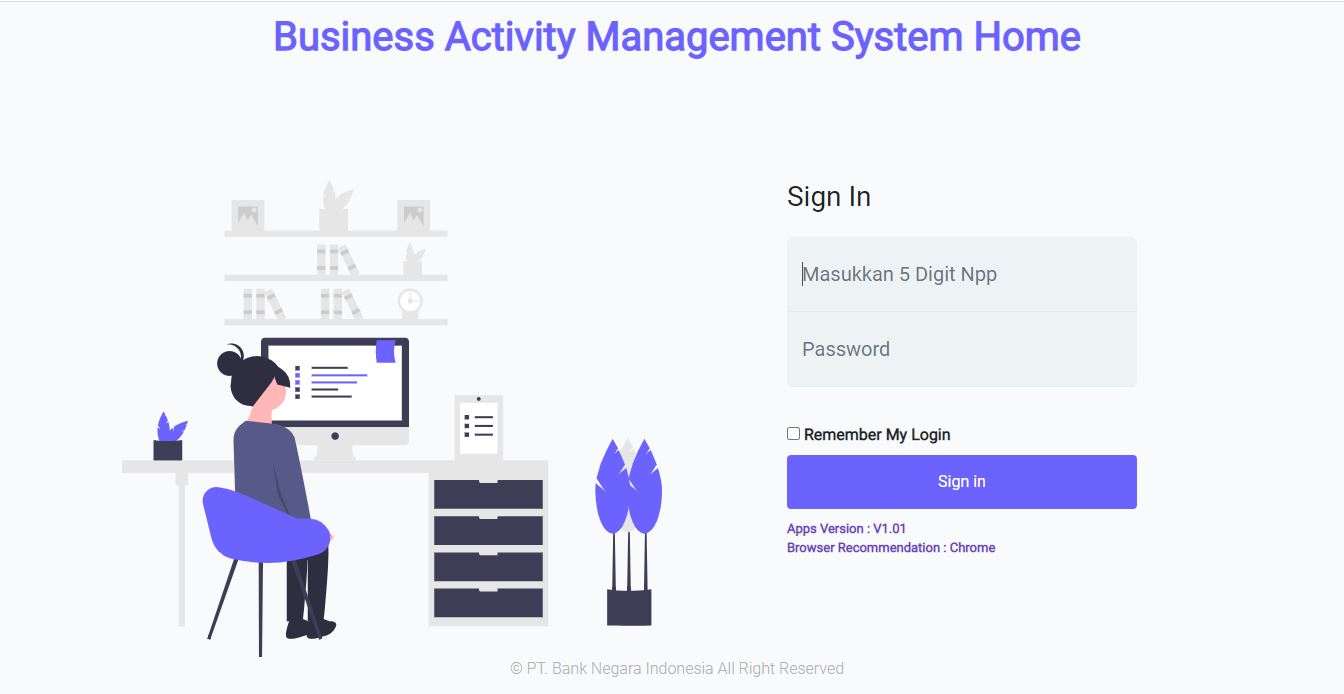 Business Activity Management System Home
Sign In
Masukkan 5 Digit Npp
Password
Remember My Login
Sign in
Apps Version : V1.01
Browser Recommendation : Chrome
© PT. Bank Negara Indonesia All Right Reserved